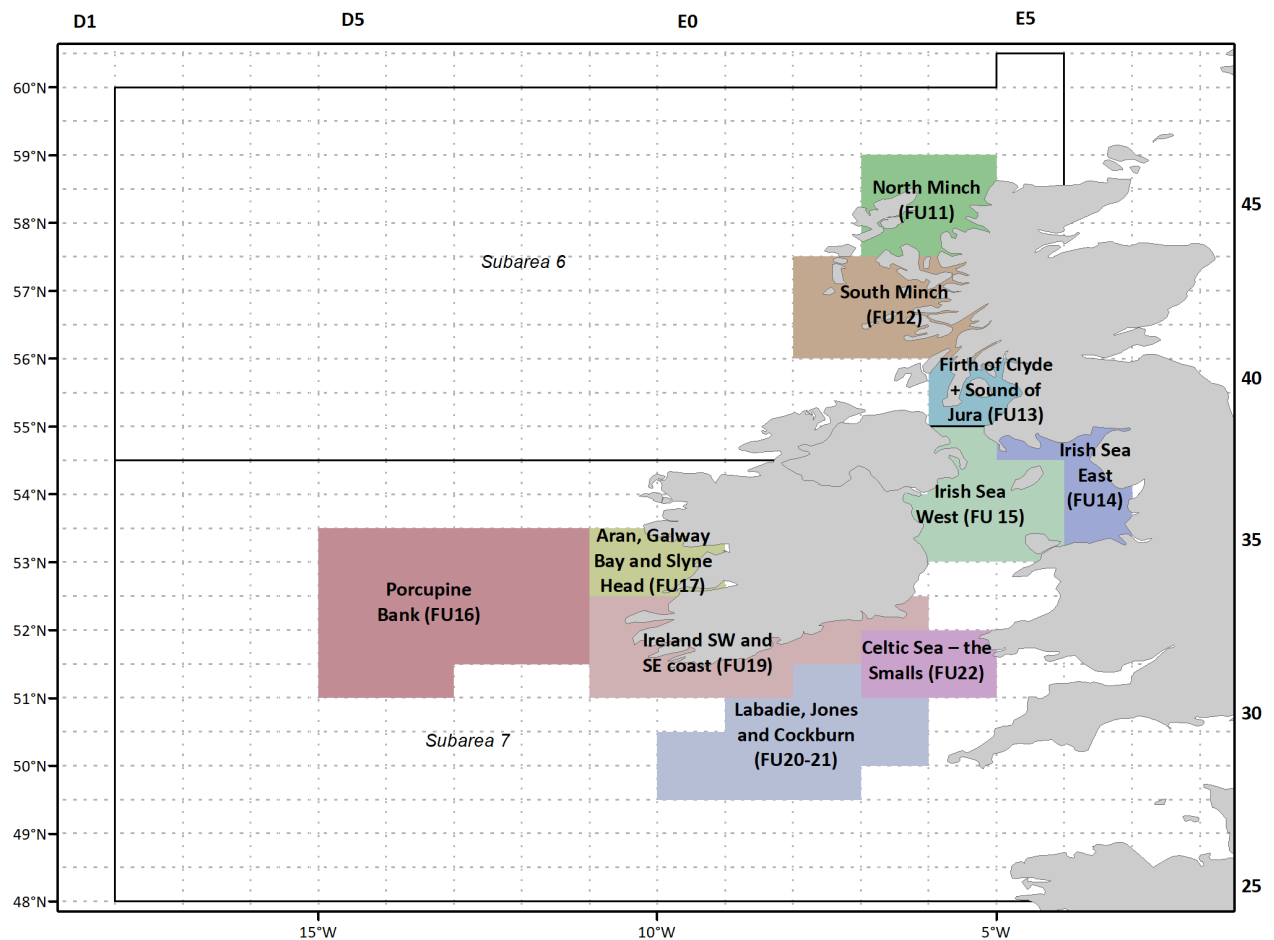 D1
D5
E0
E5
60°N
59°N
58°N
57°N
56°N
55°N
54°N
53°N
52°N
51°N
50°N
49°N
48°N
45
40
35
30
25
North Minch
(FU11)
Subarea 6
South Minch
(FU12)
Firth of Clyde
+ Sound of
Jura (FU13)
Irish Sea
East
(FU14)
Irish Sea
West (FU 15)
Aran, Galway
Bay and Slyne
Head (FU17)
Porcupine
Bank (FU16)
Ireland SW and
SE coast (FU19)
Celtic Sea – the
Smalls (FU22)
Labadie, Jones
and Cockburn
(FU20-21)
Subarea 7
15°W
10°W
5°W